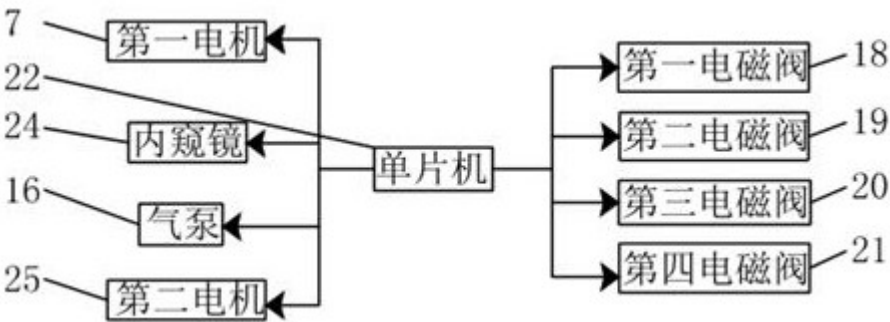 7
第一电机
22
24
内窥镜
16
气泵
25
第二电机
单片机
第一电磁阀
18
第二电磁阀
19
第三电磁阀
20
第四电磁阀
21